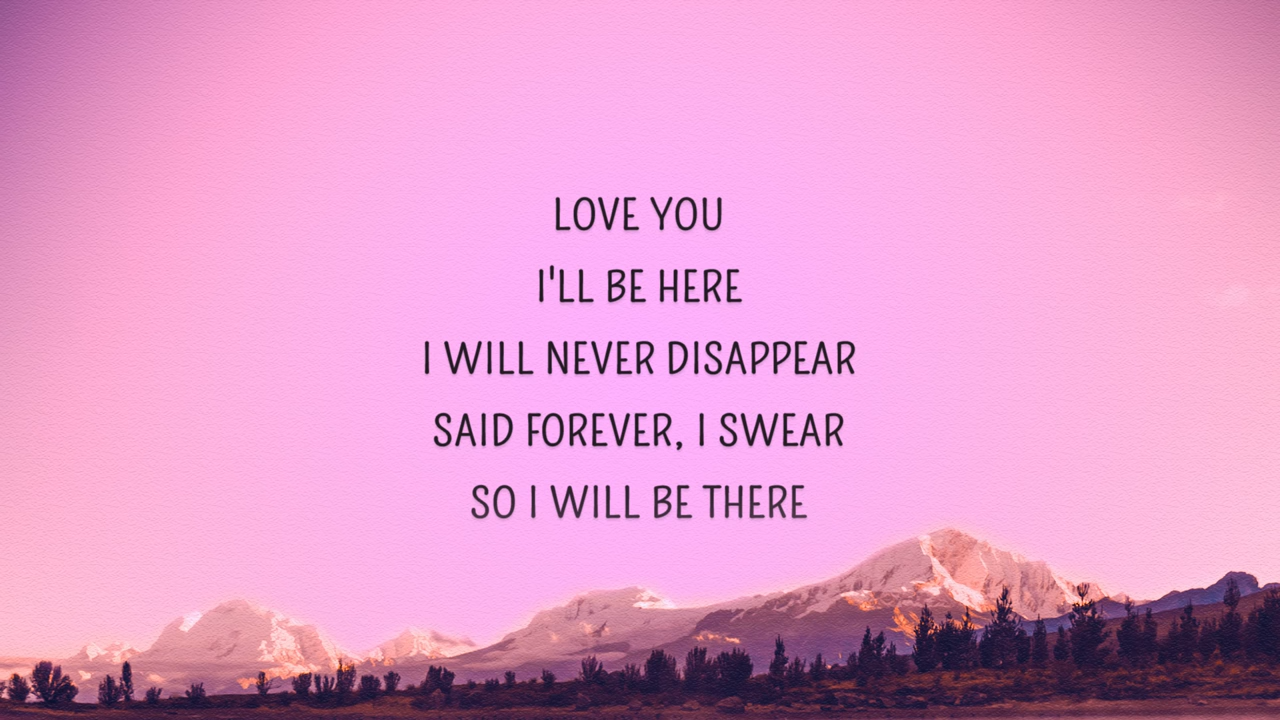 LOVE YOU
I'LL BE HERE
I WILL NEVER DISAPPEAR
SAID FOREVER, I SWEAR
SO I WILL BE THERE